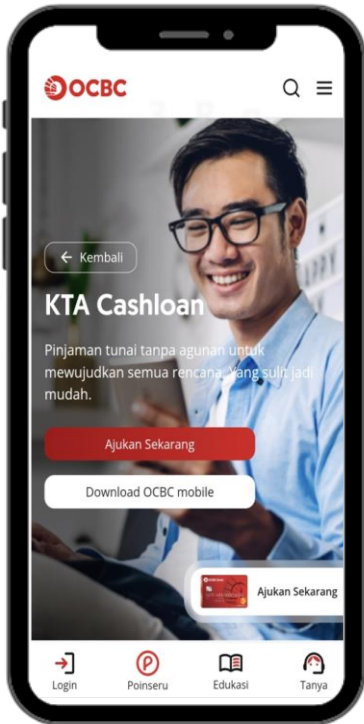 OCBC
Kembali
KTA Cashloan
Pinjaman tunai tanpa agunan untuk
mewujudkan semua rencana. Yang sulit jadi
mudah.
Ajukan Sekarang
Download OCBC mobile
Ajukan Sekarang
Login
Poinseru
Edukasi
Tanya